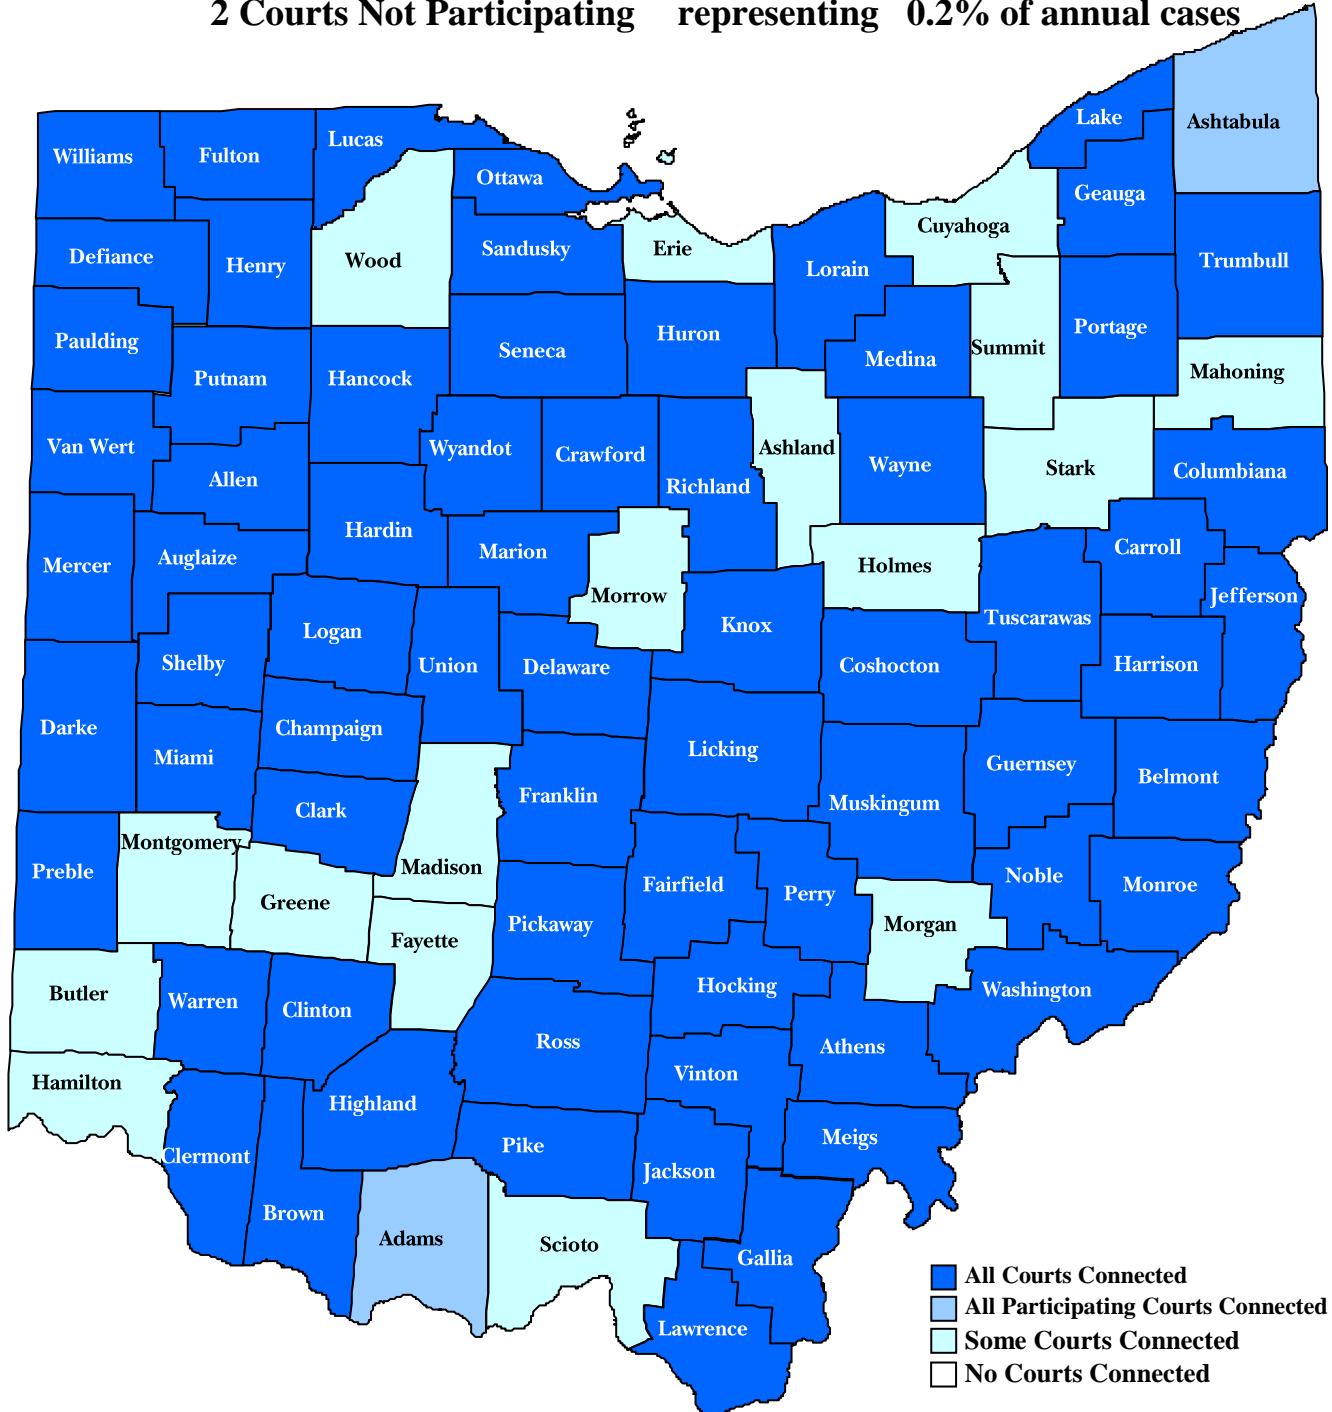 2 Courts Not Participating representing 0.2% of annual cases
Lake
Ashtabula
Lucas
Williams
Fulton
Ottawa
Geauga
Cuyahoga
Erie
Sandusky
Defiance
Wood
Henry
Lorain
Trumbull
Portage
Huron
Paulding
Summit
Seneca
Medina
Mahoning
Putnam
Hancock
Van Wert
Wyandot
Ashland
Crawford
Wayne
Stark
Columbiana
Allen
Richland
Hardin
Marion
Carroll
Auglaize
Mercer
Holmes
Morrow
Jefferson
Tuscarawas
Knox
Logan
Shelby
Union
Delaware
Coshocton
Harrison
Darke
Champaign
Licking
Miami
Guernsey
Belmont
Franklin
Muskingum
Clark
Montgomery
Madison
Preble
Noble
Fairfield
Monroe
Perry
Greene
Pickaway
Morgan
Fayette
Hocking
Washington
Butler
Warren
Clinton
Ross
Athens
Vinton
Hamilton
Highland
Meigs
Pike
Clermont
Jackson
Brown
Adams
Scioto
Gallia
Lawrence
All Courts Connected
All Participating Courts Connected
Some Courts Connected
No Courts Connected